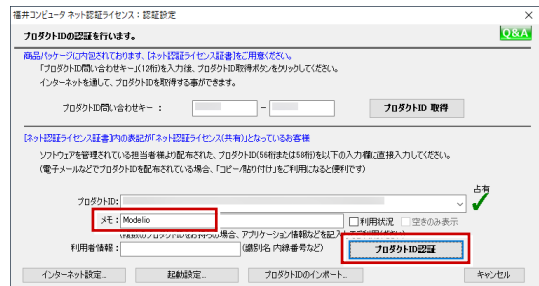 福井コンピュータ ネット認証ライセンス：認証設定
プロダクトIDの認証を行います。
Q&A
商品パッケージに内包されております、[ネット認証ライセンス証書]をご用意ください。
「プロダクトID問い合わせキー」(12桁)を入力後、プロダクトID取得ボタンをクリックしてください。
インターネットを通して、プロダクトIDを取得する事ができます。
プロダクトID問い合わせキー ：
－
プロダクトID 取得
[ネット認証ライセンス証書]内の表記が「ネット認証ライセンス(共有)」となっているお客様
ソフトウェアを管理されている担当者様より配布された、プロダクトID(56桁または58桁)を以下の入力欄に直接入力してください。
(電子メールなどでプロダクトIDを配布されている場合、「コピー/貼り付け」をご利用になると便利です)
占有
プロダクトID：
メモ： Modelio
利用状況 空きのみ表示
の場合、アプリケーション情報などを記入
利用者情報： (識別名 内線番号など)
プロダクトID認証
インターネット設定... 起動設定... プロダクトIDのインポート... キャンセル